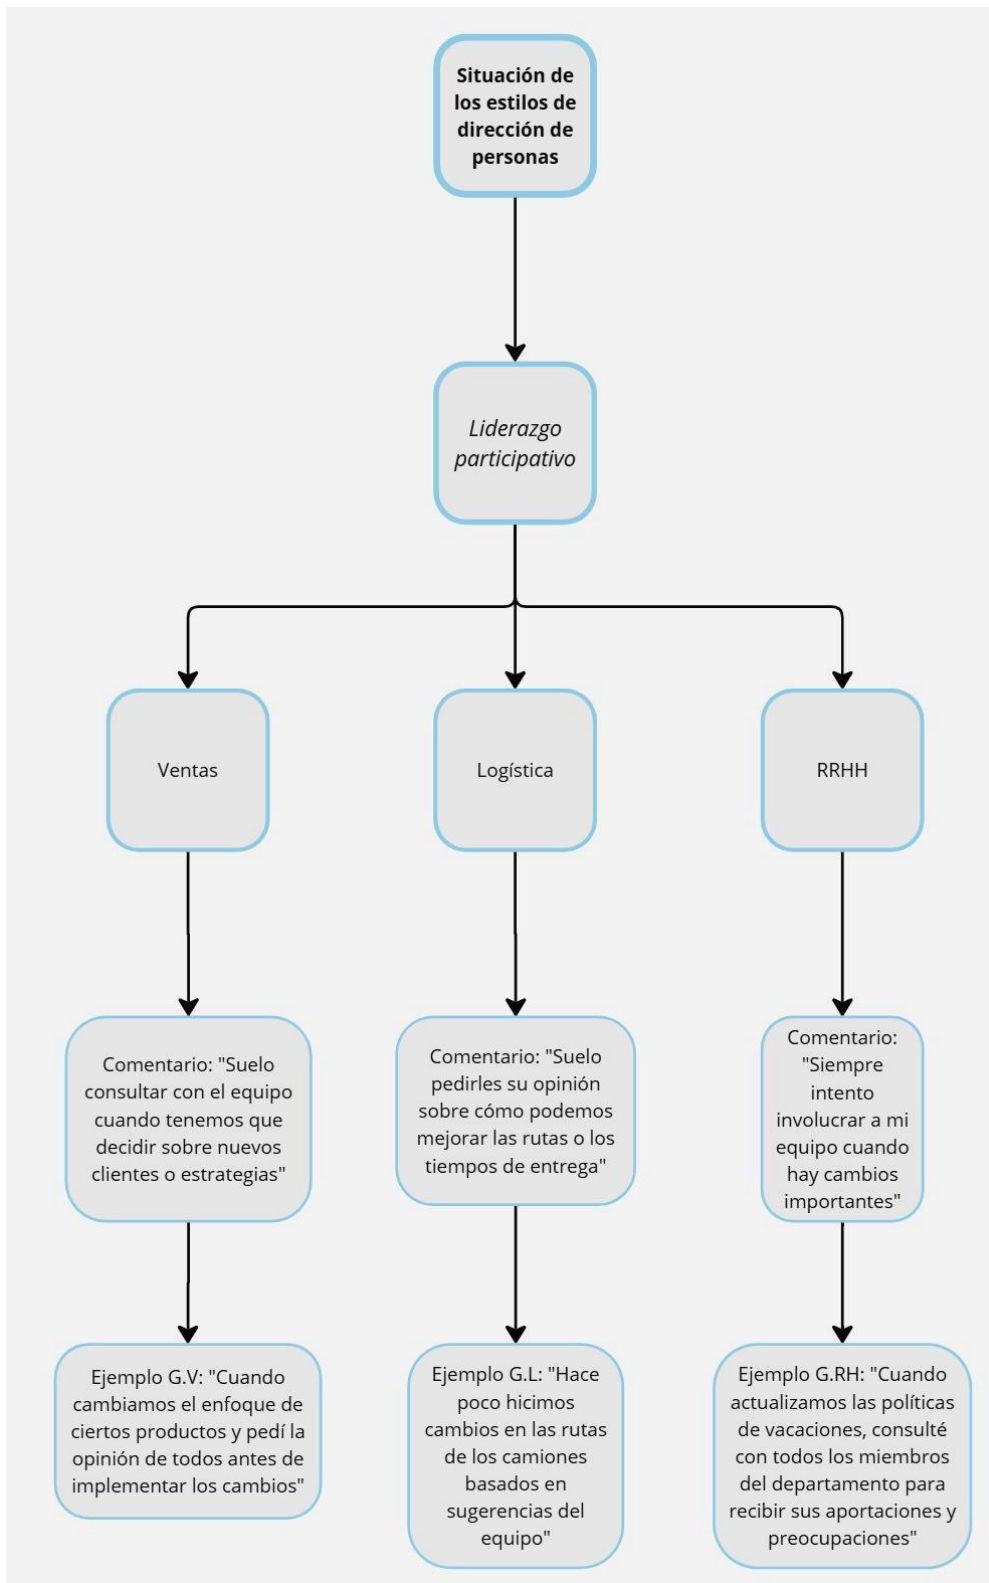 Situación de
los estilos de
dirección de
personas
Liderazgo
participativo
Ventas
Logística
RRHH
Comentario: "Suelo
consultar con el equipo
cuando tenemos que
decidir sobre nuevos
clientes o estrategias"
Comentario: "Suelo
pedirles su opinión
sobre cómo podemos
mejorar las rutas o los
tiempos de entrega"
Comentario:
"Siempre
intento
involucrar a mi
equipo cuando
hay cambios
importantes"
Ejemplo G.V: "Cuando
cambiamos el enfoque de
ciertos productos y pedí la
opinión de todos antes de
implementar los cambios"
Ejemplo G.L: "Hace
poco hicimos
cambios en las rutas
de los camiones
basados en
sugerencias del
equipo"
Ejemplo G.RH: "Cuando
actualizamos las políticas
de vacaciones, consulté
con todos los miembros
del departamento para
recibir sus aportaciones y
preocupaciones"